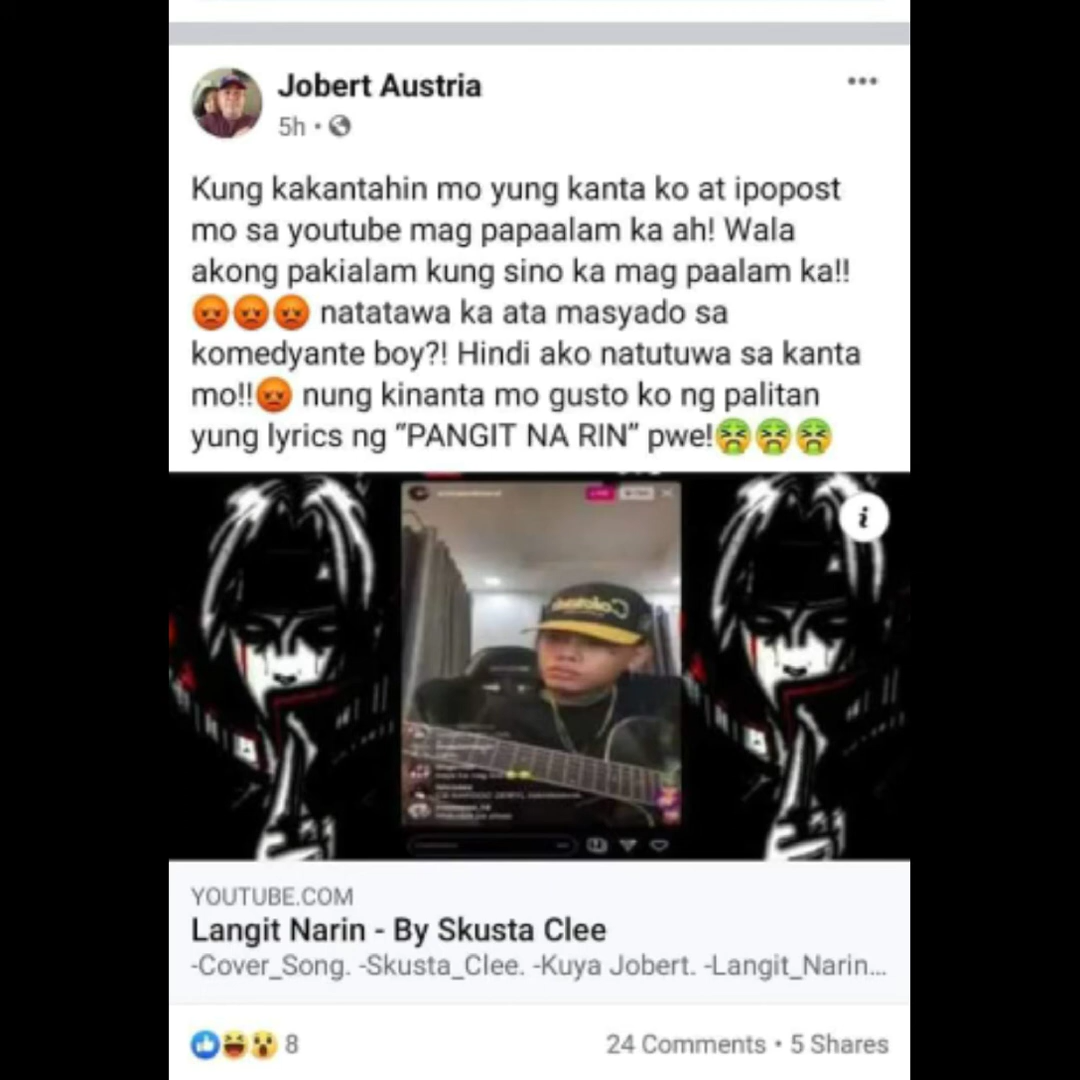 Jobert Austria
5h
Kung kakantahin mo yung kanta ko at ipopost
mo sa youtube mag papaalam ka ah! Wala
akong pakialam kung sino ka mag paalam ka!!
😡😡😡 natatawa ka ata masyado sa
komedyante boy?! Hindi ako natutuwa sa kanta
mo!!😡 nung kinanta mo gusto ko ng palitan
yung lyrics ng “PANGIT NA RIN” pwe!🤮🤮🤮
YOUTUBE.COM
Langit Narin - By Skusta Clee
-Cover_Song. -Skusta_Clee. -Kuya Jobert. -Langit_Narin...
8
24 Comments • 5 Shares